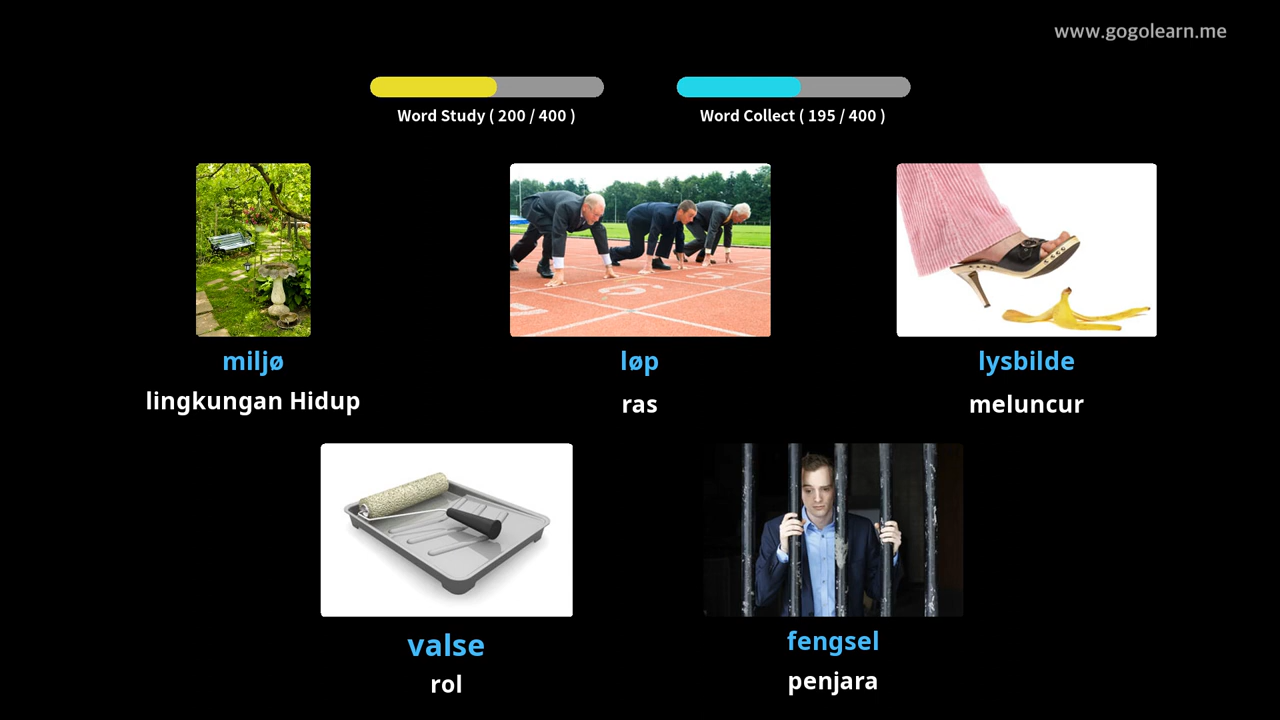 www.gogolearn.me
Word Study ( 200 / 400 )
Word Collect ( 195 / 400 )
miljø
lingkungan Hidup
løp
ras
lysbilde
meluncur
valse
rol
fengsel
penjara